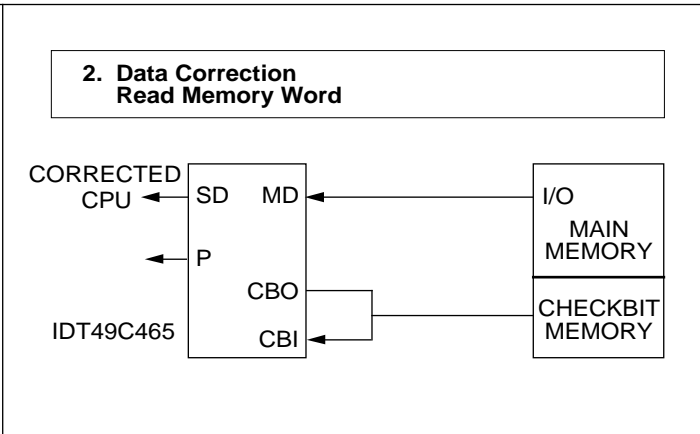 2. Data Correction
Read Memory Word
CORRECTED
CPU
SD
MD
I/O
MAIN
MEMORY
P
CBO
CHECKBIT
MEMORY
IDT49C465
CBI